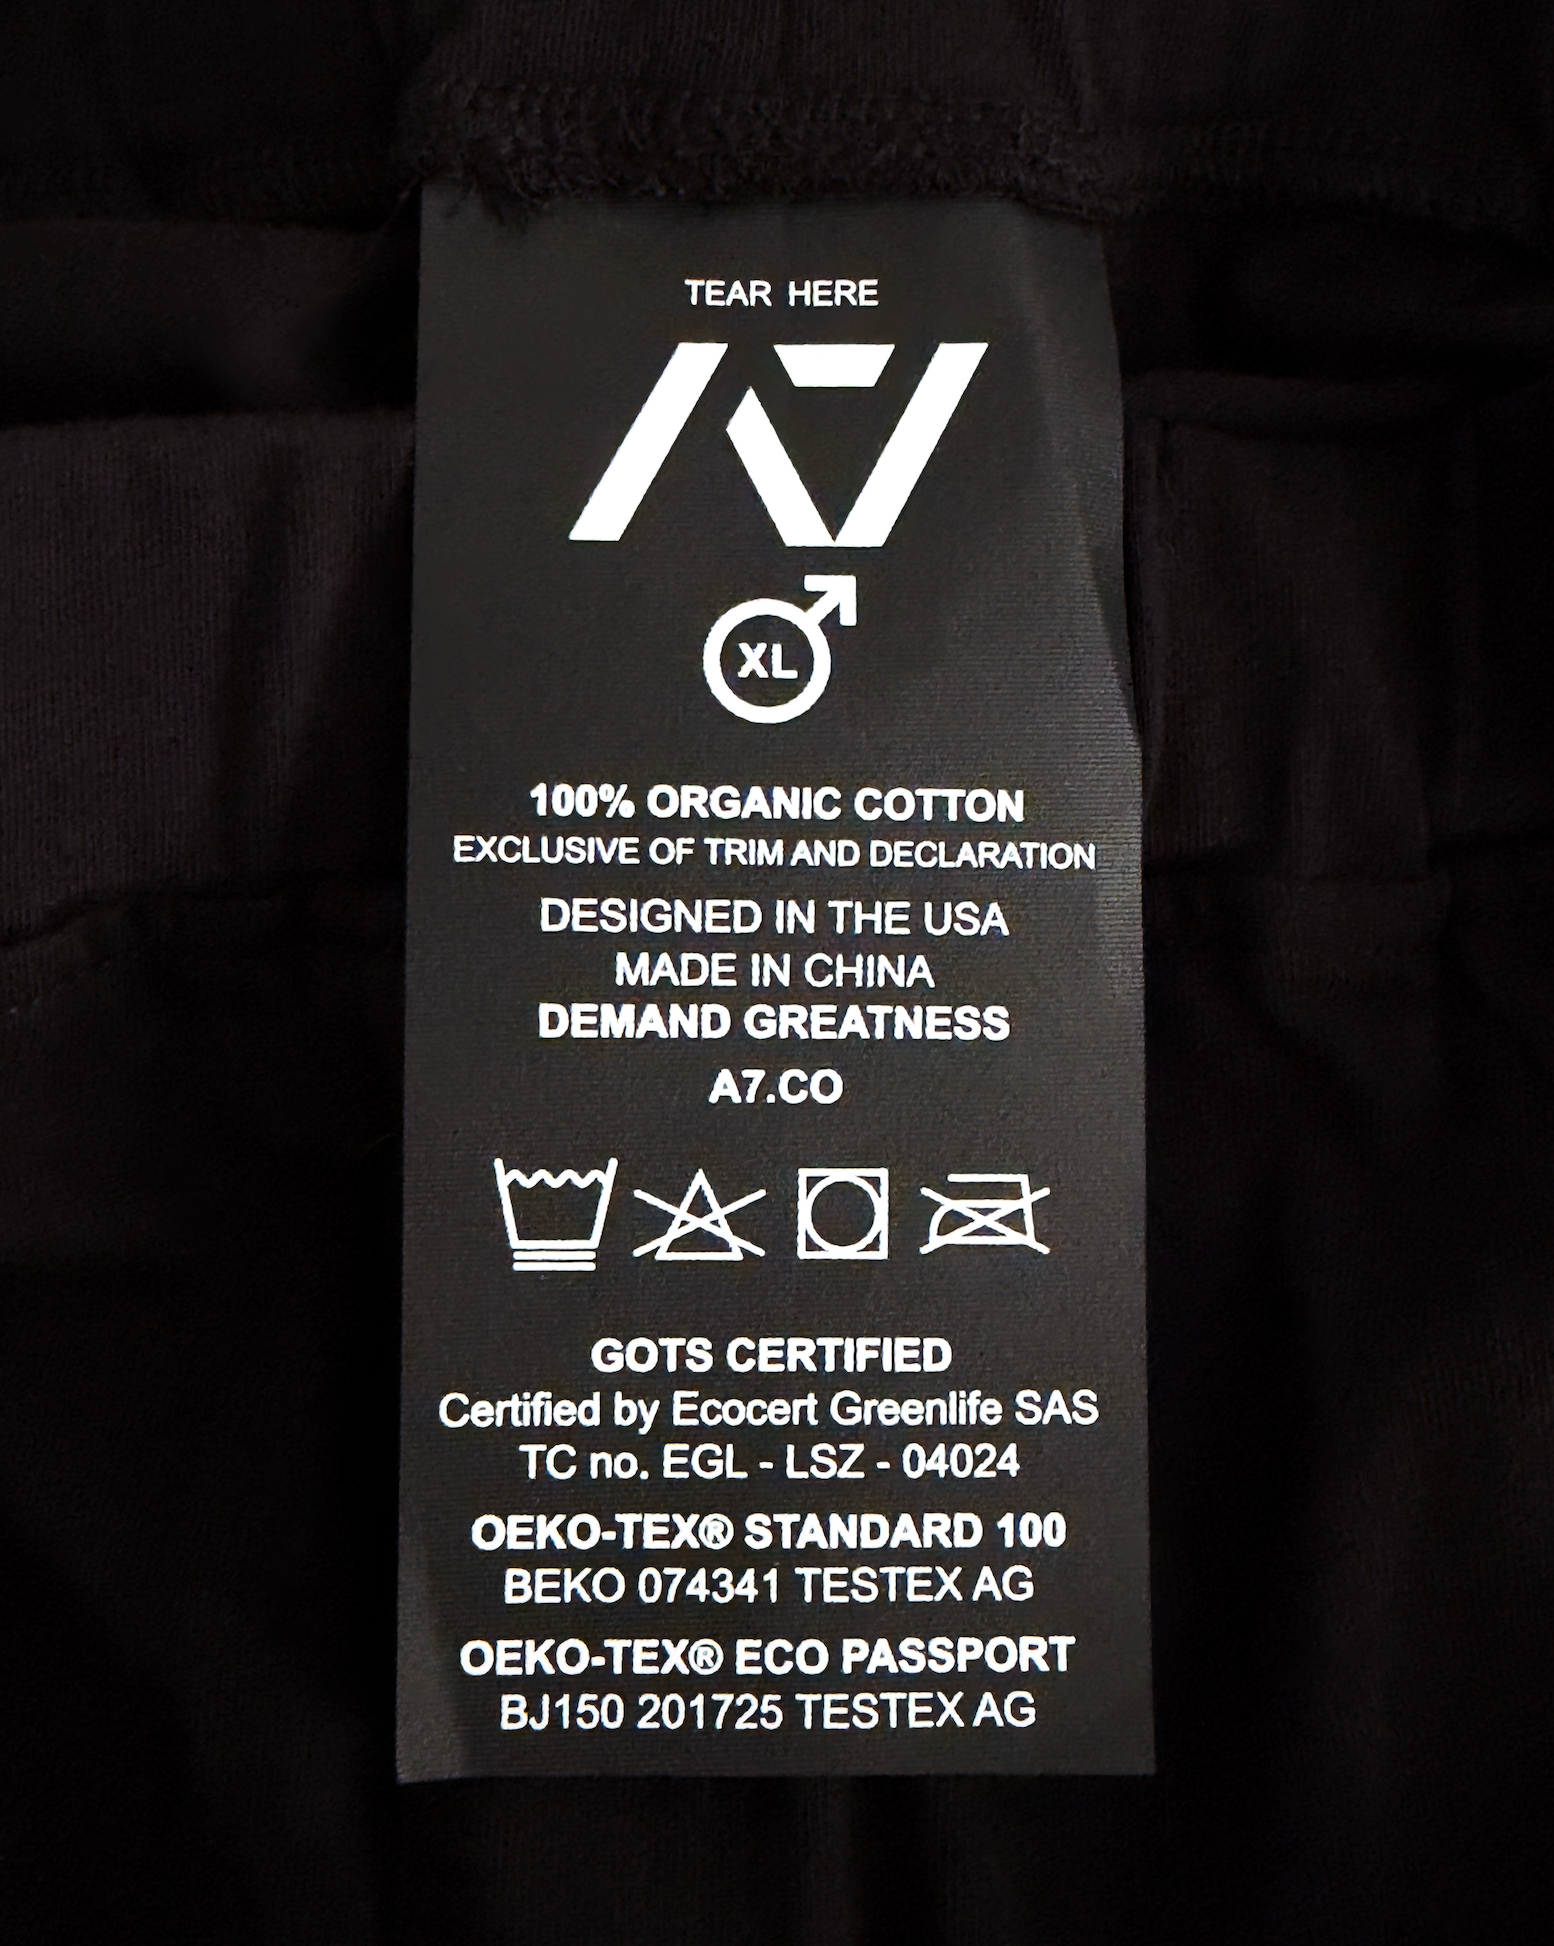 TEAR HERE
A7
XL
100% ORGANIC COTTON
EXCLUSIVE OF TRIM AND DECLARATION
DESIGNED IN THE USA
MADE IN CHINA
DEMAND GREATNESS
A7.CO
GOTS CERTIFIED
Certified by Ecocert Greenlife SAS
TC no. EGL - LSZ - 04024
OEKO-TEX® STANDARD 100
BEKO 074341 TESTEX AG
OEKO-TEX® ECO PASSPORT
BJ150 201725 TESTEX AG